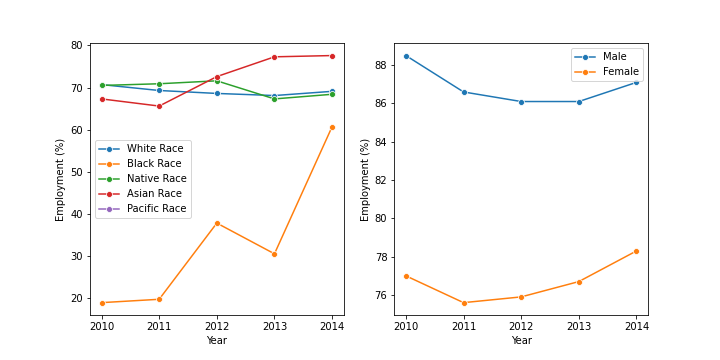 80
70
60
50
40
30
20
Employment (%)
2010 2011 2012 2013 2014
Year
White Race
Black Race
Native Race
Asian Race
Pacific Race
88
86
84
82
80
78
76
Employment (%)
2010 2011 2012 2013 2014
Year
Male
Female